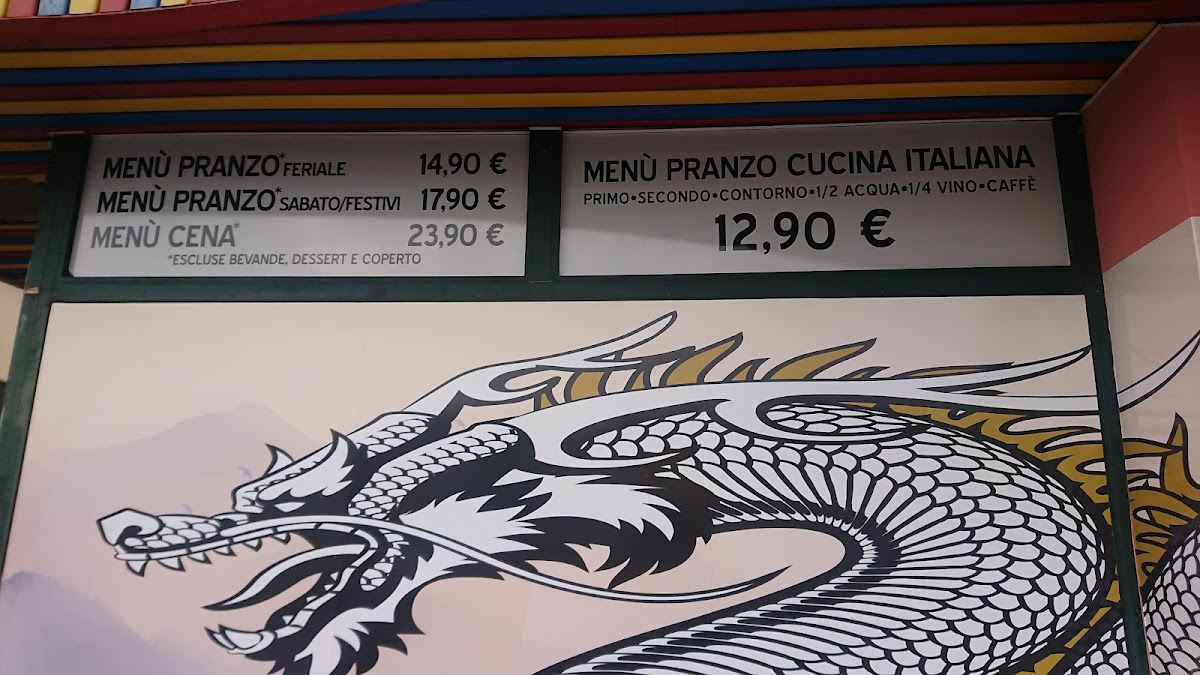 MENÙ PRANZO* FERIALE 14,90 €
MENÙ PRANZO* SABATO/FESTIVI 17,90 €
MENÙ CENA* 23,90 €
*ESCLUSE BEVANDE, DESSERT E COPERTO
MENÙ PRANZO CUCINA ITALIANA
PRIMO•SECONDO•CONTORNO•1/2 ACQUA•1/4 VINO•CAFFÈ
12,90 €